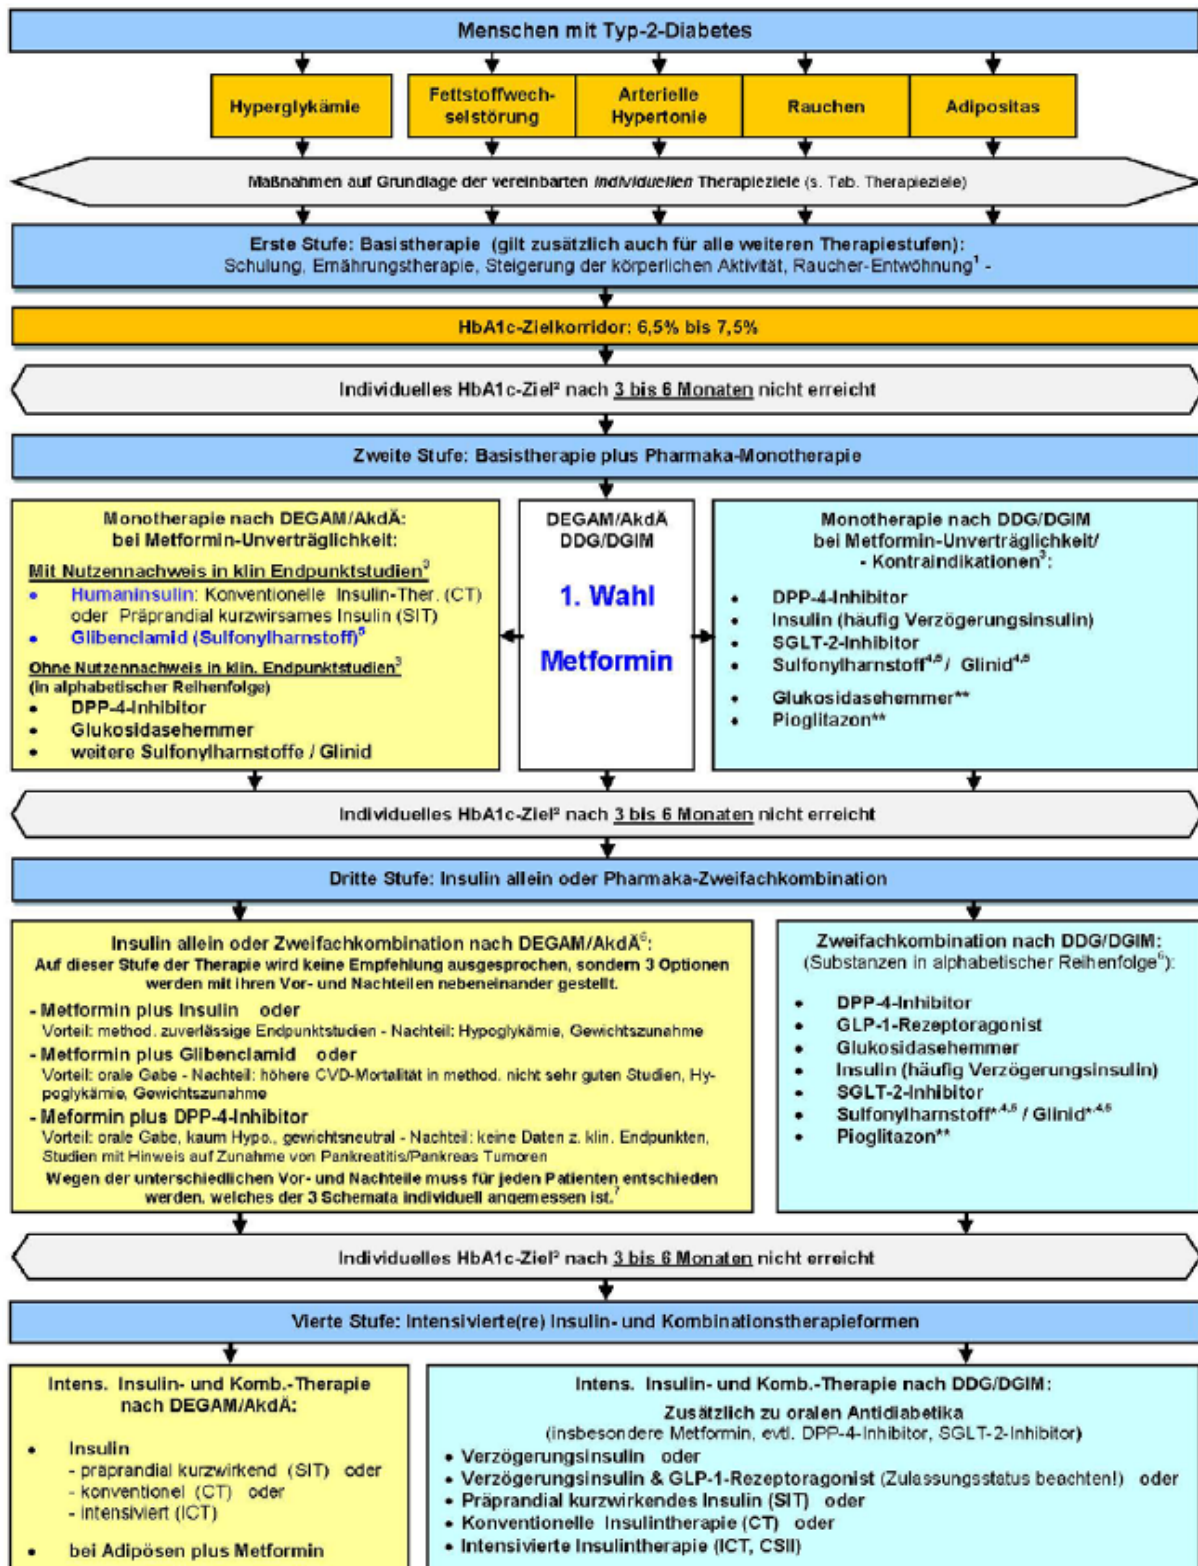 Menschen mit Typ-2-Diabetes
Hyperglykämie
Fettstoffwech-
selstörung
Arterielle
Hypertonie
Rauchen
Adipositas
Maßnahmen auf Grundlage der vereinbarten individuellen Therapieziele (s. Tab. Therapieziele)
Erste Stufe: Basistherapie (gilt zusätzlich auch für alle weiteren Therapiestufen):
Schulung, Ernährungstherapie, Steigerung der körperlichen Aktivität, Raucher-Entwöhnung¹ -
HbA1c-Zielkorridor: 6,5% bis 7,5%
Individuelles HbA1c-Ziel² nach 3 bis 6 Monaten nicht erreicht
Zweite Stufe: Basistherapie plus Pharmaka-Monotherapie
Monotherapie nach DEGAM/AkdÄ:
bei Metformin-Unverträglichkeit:
Mit Nutzennachweis in klin Endpunktstudien³
• Humaninsulin: Konventionelle Insulin-Ther. (CT)
oder Präprandial kurzwirksames Insulin (SIT)
• Glibenclamid (Sulfonylharnstoff)⁵
Ohne Nutzennachweis in klin. Endpunktstudien³
(in alphabetischer Reihenfolge)
• DPP-4-Inhibitor
• Glukosidasehemmer
• weitere Sulfonylharnstoffe / Glinid
DEGAM/AkdÄ
DDG/DGIM
1. Wahl
Metformin
Monotherapie nach DDG/DGIM
bei Metformin-Unverträglichkeit/
- Kontraindikationen³:
• DPP-4-Inhibitor
• Insulin (häufig Verzögerungsinsulin)
• SGLT-2-Inhibitor
• Sulfonylharnstoff⁴,⁵ / Glinid⁴,⁵
• Glukosidasehemmer**
• Pioglitazon**
Individuelles HbA1c-Ziel² nach 3 bis 6 Monaten nicht erreicht
Dritte Stufe: Insulin allein oder Pharmaka-Zweifachkombination
Insulin allein oder Zweifachkombination nach DEGAM/AkdÄ⁶:
Auf dieser Stufe der Therapie wird keine Empfehlung ausgesprochen, sondern 3 Optionen
werden mit ihren Vor- und Nachteilen nebeneinander gestellt.
- Metformin plus Insulin oder
Vorteil: method. zuverlässige Endpunktstudien - Nachteil: Hypoglykämie, Gewichtszunahme
- Metformin plus Glibenclamid oder
Vorteil: orale Gabe - Nachteil: höhere CVD-Mortalität in method. nicht sehr guten Studien, Hy-
poglykämie, Gewichtszunahme
- Meformin plus DPP-4-Inhibitor
Vorteil: orale Gabe, kaum Hypo., gewichtsneutral - Nachteil: keine Daten z. klin. Endpunkten,
Studien mit Hinweis auf Zunahme von Pankreatitis/Pankreas Tumoren
Wegen der unterschiedlichen Vor- und Nachteile muss für jeden Patienten entschieden
werden, welches der 3 Schemata individuell angemessen ist.⁷
Zweifachkombination nach DDG/DGIM:
(Substanzen in alphabetischer Reihenfolge⁶):
• DPP-4-Inhibitor
• GLP-1-Rezeptoragonist
• Glukosidasehemmer
• Insulin (häufig Verzögerungsinsulin)
• SGLT-2-Inhibitor
• Sulfonylharnstoff*,⁴,⁵ / Glinid*,⁴,⁵
• Pioglitazon**
Individuelles HbA1c-Ziel² nach 3 bis 6 Monaten nicht erreicht
Vierte Stufe: Intensivierte(re) Insulin- und Kombinationstherapieformen
Intens. Insulin- und Komb.-Therapie
nach DEGAM/AkdÄ:
• Insulin
- präprandial kurzwirkend (SIT) oder
- konventionel (CT) oder
- intensiviert (ICT)
• bei Adipösen plus Metformin
Intens. Insulin- und Komb.-Therapie nach DDG/DGIM:
Zusätzlich zu oralen Antidiabetika
(insbesondere Metformin, evtl. DPP-4-Inhibitor, SGLT-2-Inhibitor)
• Verzögerungsinsulin oder
• Verzögerungsinsulin & GLP-1-Rezeptoragonist (Zulassungsstatus beachten!) oder
• Präprandial kurzwirkendes Insulin (SIT) oder
• Konventionelle Insulintherapie (CT) oder
• Intensivierte Insulintherapie (ICT, CSII)